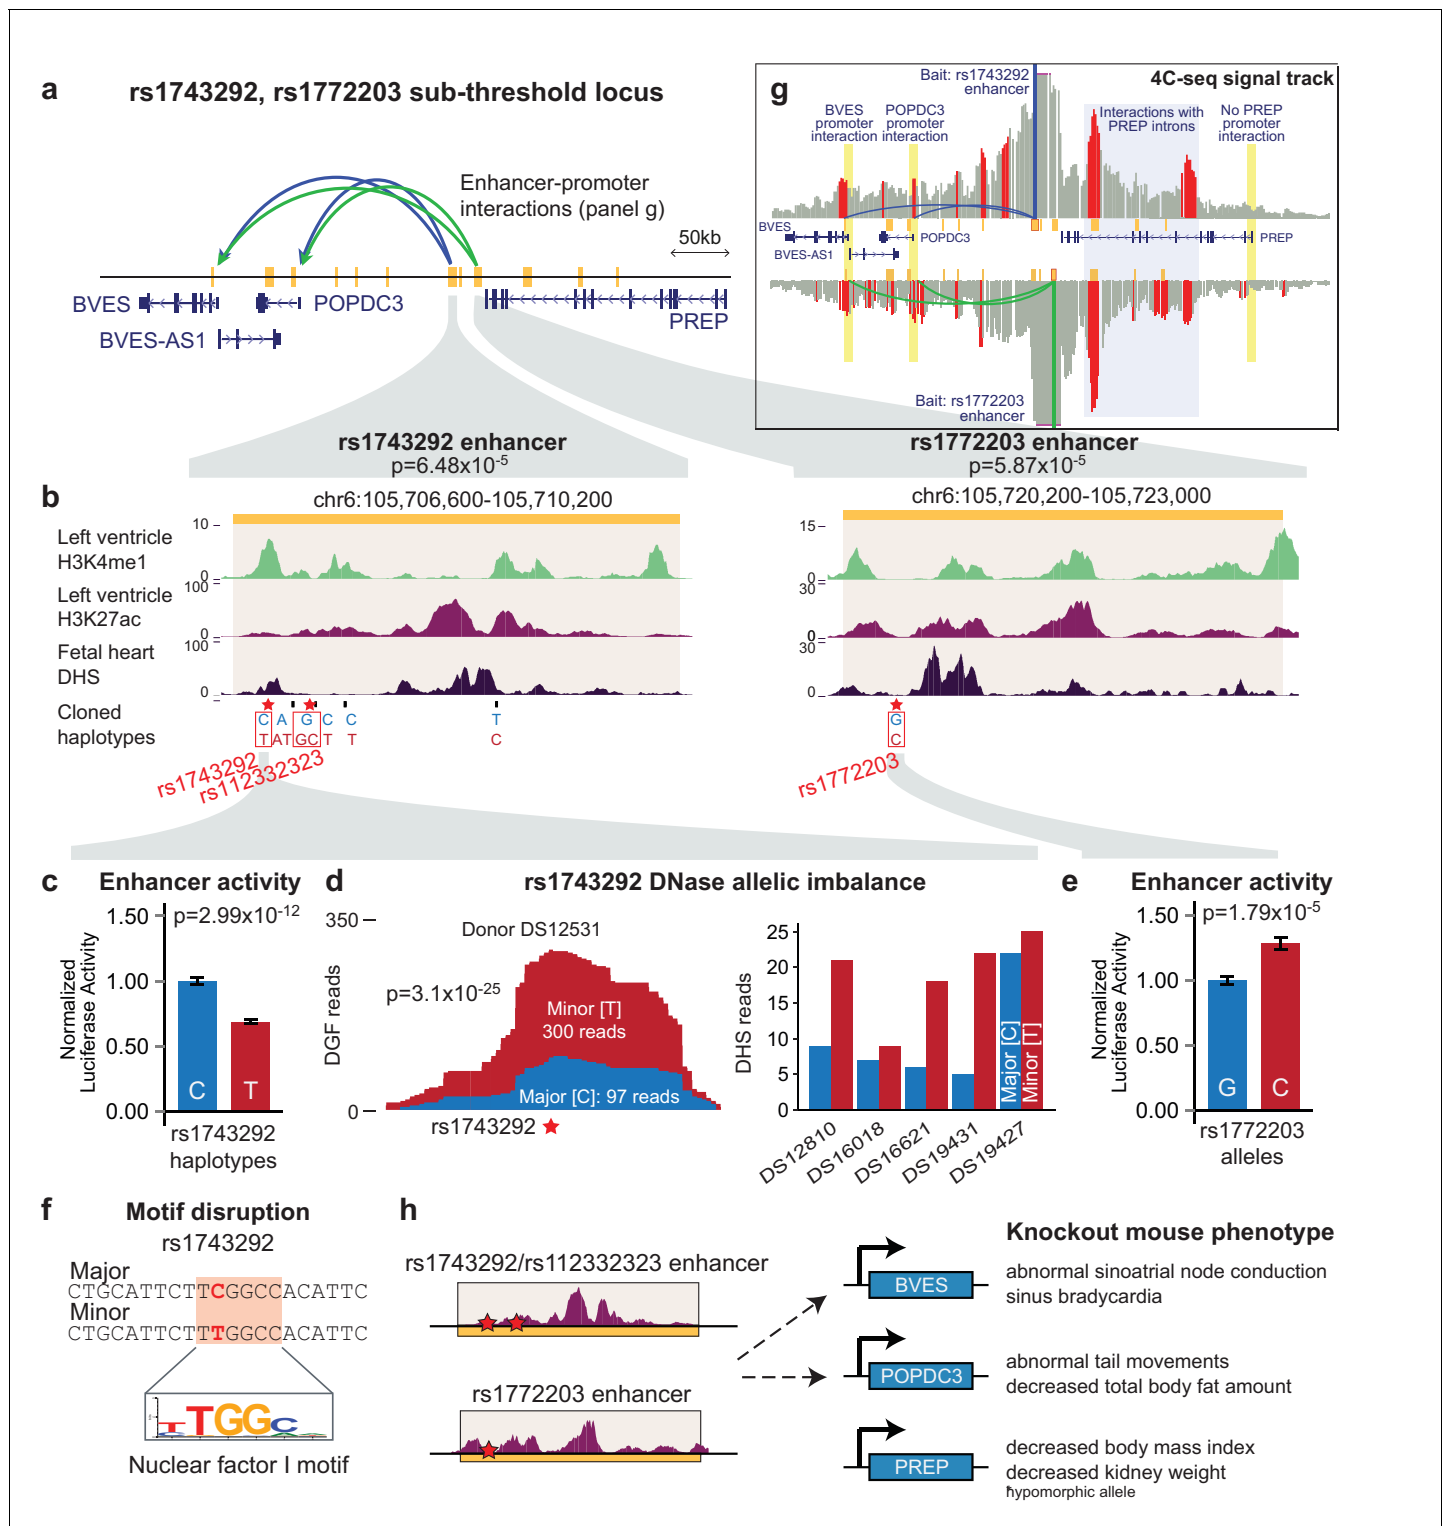 a
rs1743292, rs1772203 sub-threshold locus
Enhancer-promoter
interactions (panel g)
50kb
BVES
POPDC3
PREP
BVES-AS1
g
Bait: rs1743292
enhancer
4C-seq signal track
BVES
promoter
interaction
POPDC3
promoter
interaction
Interactions with
PREP introns
No PREP
promoter
interaction
BVES
POPDC3
PREP
BVES-AS1
Bait: rs1772203
enhancer
rs1743292 enhancer
p=6.48x10-5
rs1772203 enhancer
p=5.87x10-5
b
chr6:105,706,600-105,710,200
chr6:105,720,200-105,723,000
Left ventricle
H3K4me1
10
0
15
0
Left ventricle
H3K27ac
100
0
30
0
Fetal heart
DHS
100
0
30
0
Cloned
haplotypes
C A G C C T
T AT GC T T C
G
C
rs1743292
rs112332323
rs1772203
c
Enhancer activity
p=2.99x10-12
Normalized
Luciferase Activity
1.50
1.00
0.50
0.00
C
T
rs1743292
haplotypes
d
rs1743292 DNase allelic imbalance
350
0
DGF reads
Donor DS12531
p=3.1x10-25
Minor [T]
300 reads
Major [C]: 97 reads
rs1743292
DHS reads
25
20
15
10
5
0
Major [C]
Minor [T]
DS12810
DS16018
DS16621
DS19431
DS19427
e
Enhancer activity
p=1.79x10-5
Normalized
Luciferase Activity
1.50
1.00
0.50
0.00
G
C
rs1772203
alleles
f
Motif disruption
rs1743292
Major
CTGCATTCTTCGGCCACATTC
Minor
CTGCATTCTTTGGCCACATTC
TTGGC
Nuclear factor I motif
h
rs1743292/rs112332323 enhancer
rs1772203 enhancer
Knockout mouse phenotype
BVES
abnormal sinoatrial node conduction
sinus bradycardia
POPDC3
abnormal tail movements
decreased total body fat amount
PREP
decreased body mass index
decreased kidney weight
hypomorphic allele